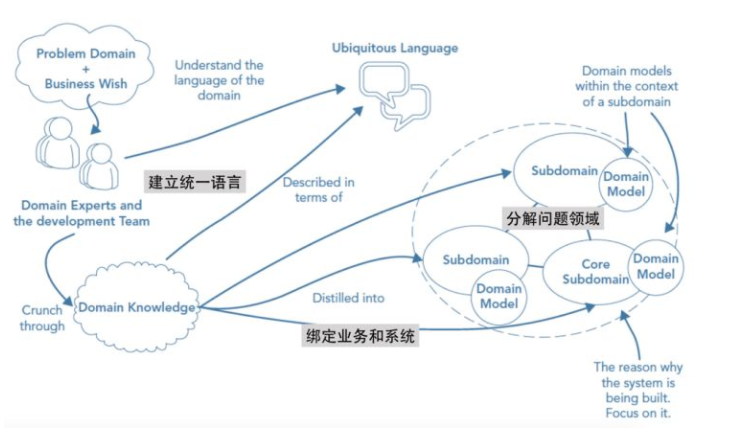 Problem Domain
+
Business Wish
Understand the
language of the
domain
Ubiquitous Language
Domain models
within the context
of a subdomain
建立统一语言
Described in
terms of
Subdomain
Domain
Model
Domain Experts and
the development Team
分解问题领域
Subdomain
Domain
Model
Core
Subdomain
Domain
Model
Crunch
through
Domain Knowledge
Distilled into
绑定业务和系统
The reason why
the system is
being built.
Focus on it.